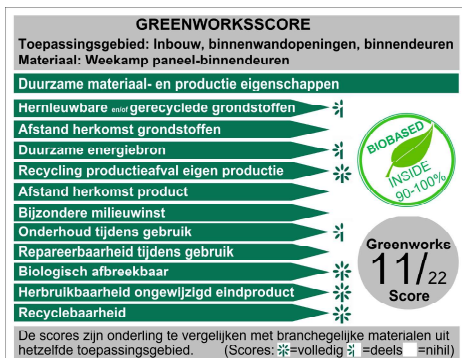 GREENWORKSSCORE
Toepassingsgebied: Inbouw, binnenwandopeningen, binnendeuren
Materiaal: Weekamp paneel-binnendeuren
Duurzame materiaal- en productie eigenschappen
Hernieuwbare en/of gerecyclede grondstoffen
Afstand herkomst grondstoffen
Duurzame energiebron
Recycling productieafval eigen productie
Afstand herkomst product
Bijzondere milieuwinst
Onderhoud tijdens gebruik
Repareerbaarheid tijdens gebruik
Biologisch afbreekbaar
Herbruikbaarheid ongewijzigd eindproduct
Recyclebaarheid
BIOBASED
INSIDE
90-100%
Greenworks
11/22
Score
De scores zijn onderling te vergelijken met branchegelijke materialen uit
hetzelfde toepassingsgebied. (Scores: =volledig =deels =nihil)